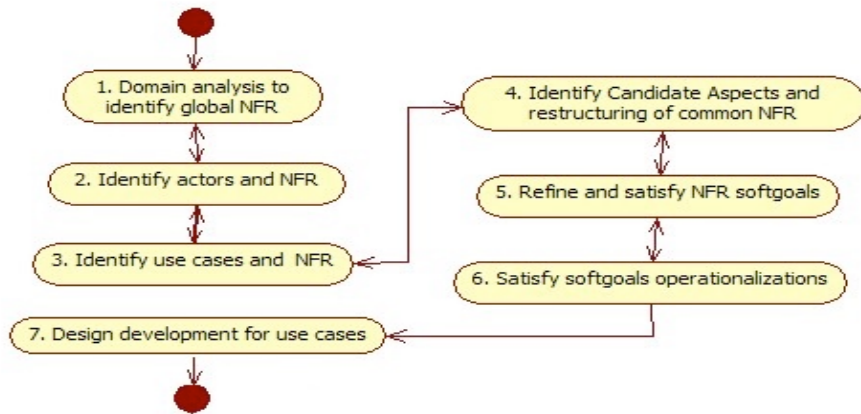 1. Domain analysis to
identify global NFR
2. Identify actors and NFR
3. Identify use cases and NFR
4. Identify Candidate Aspects and
restructuring of common NFR
5. Refine and satisfy NFR softgoals
6. Satisfy softgoals operationalizations
7. Design development for use cases